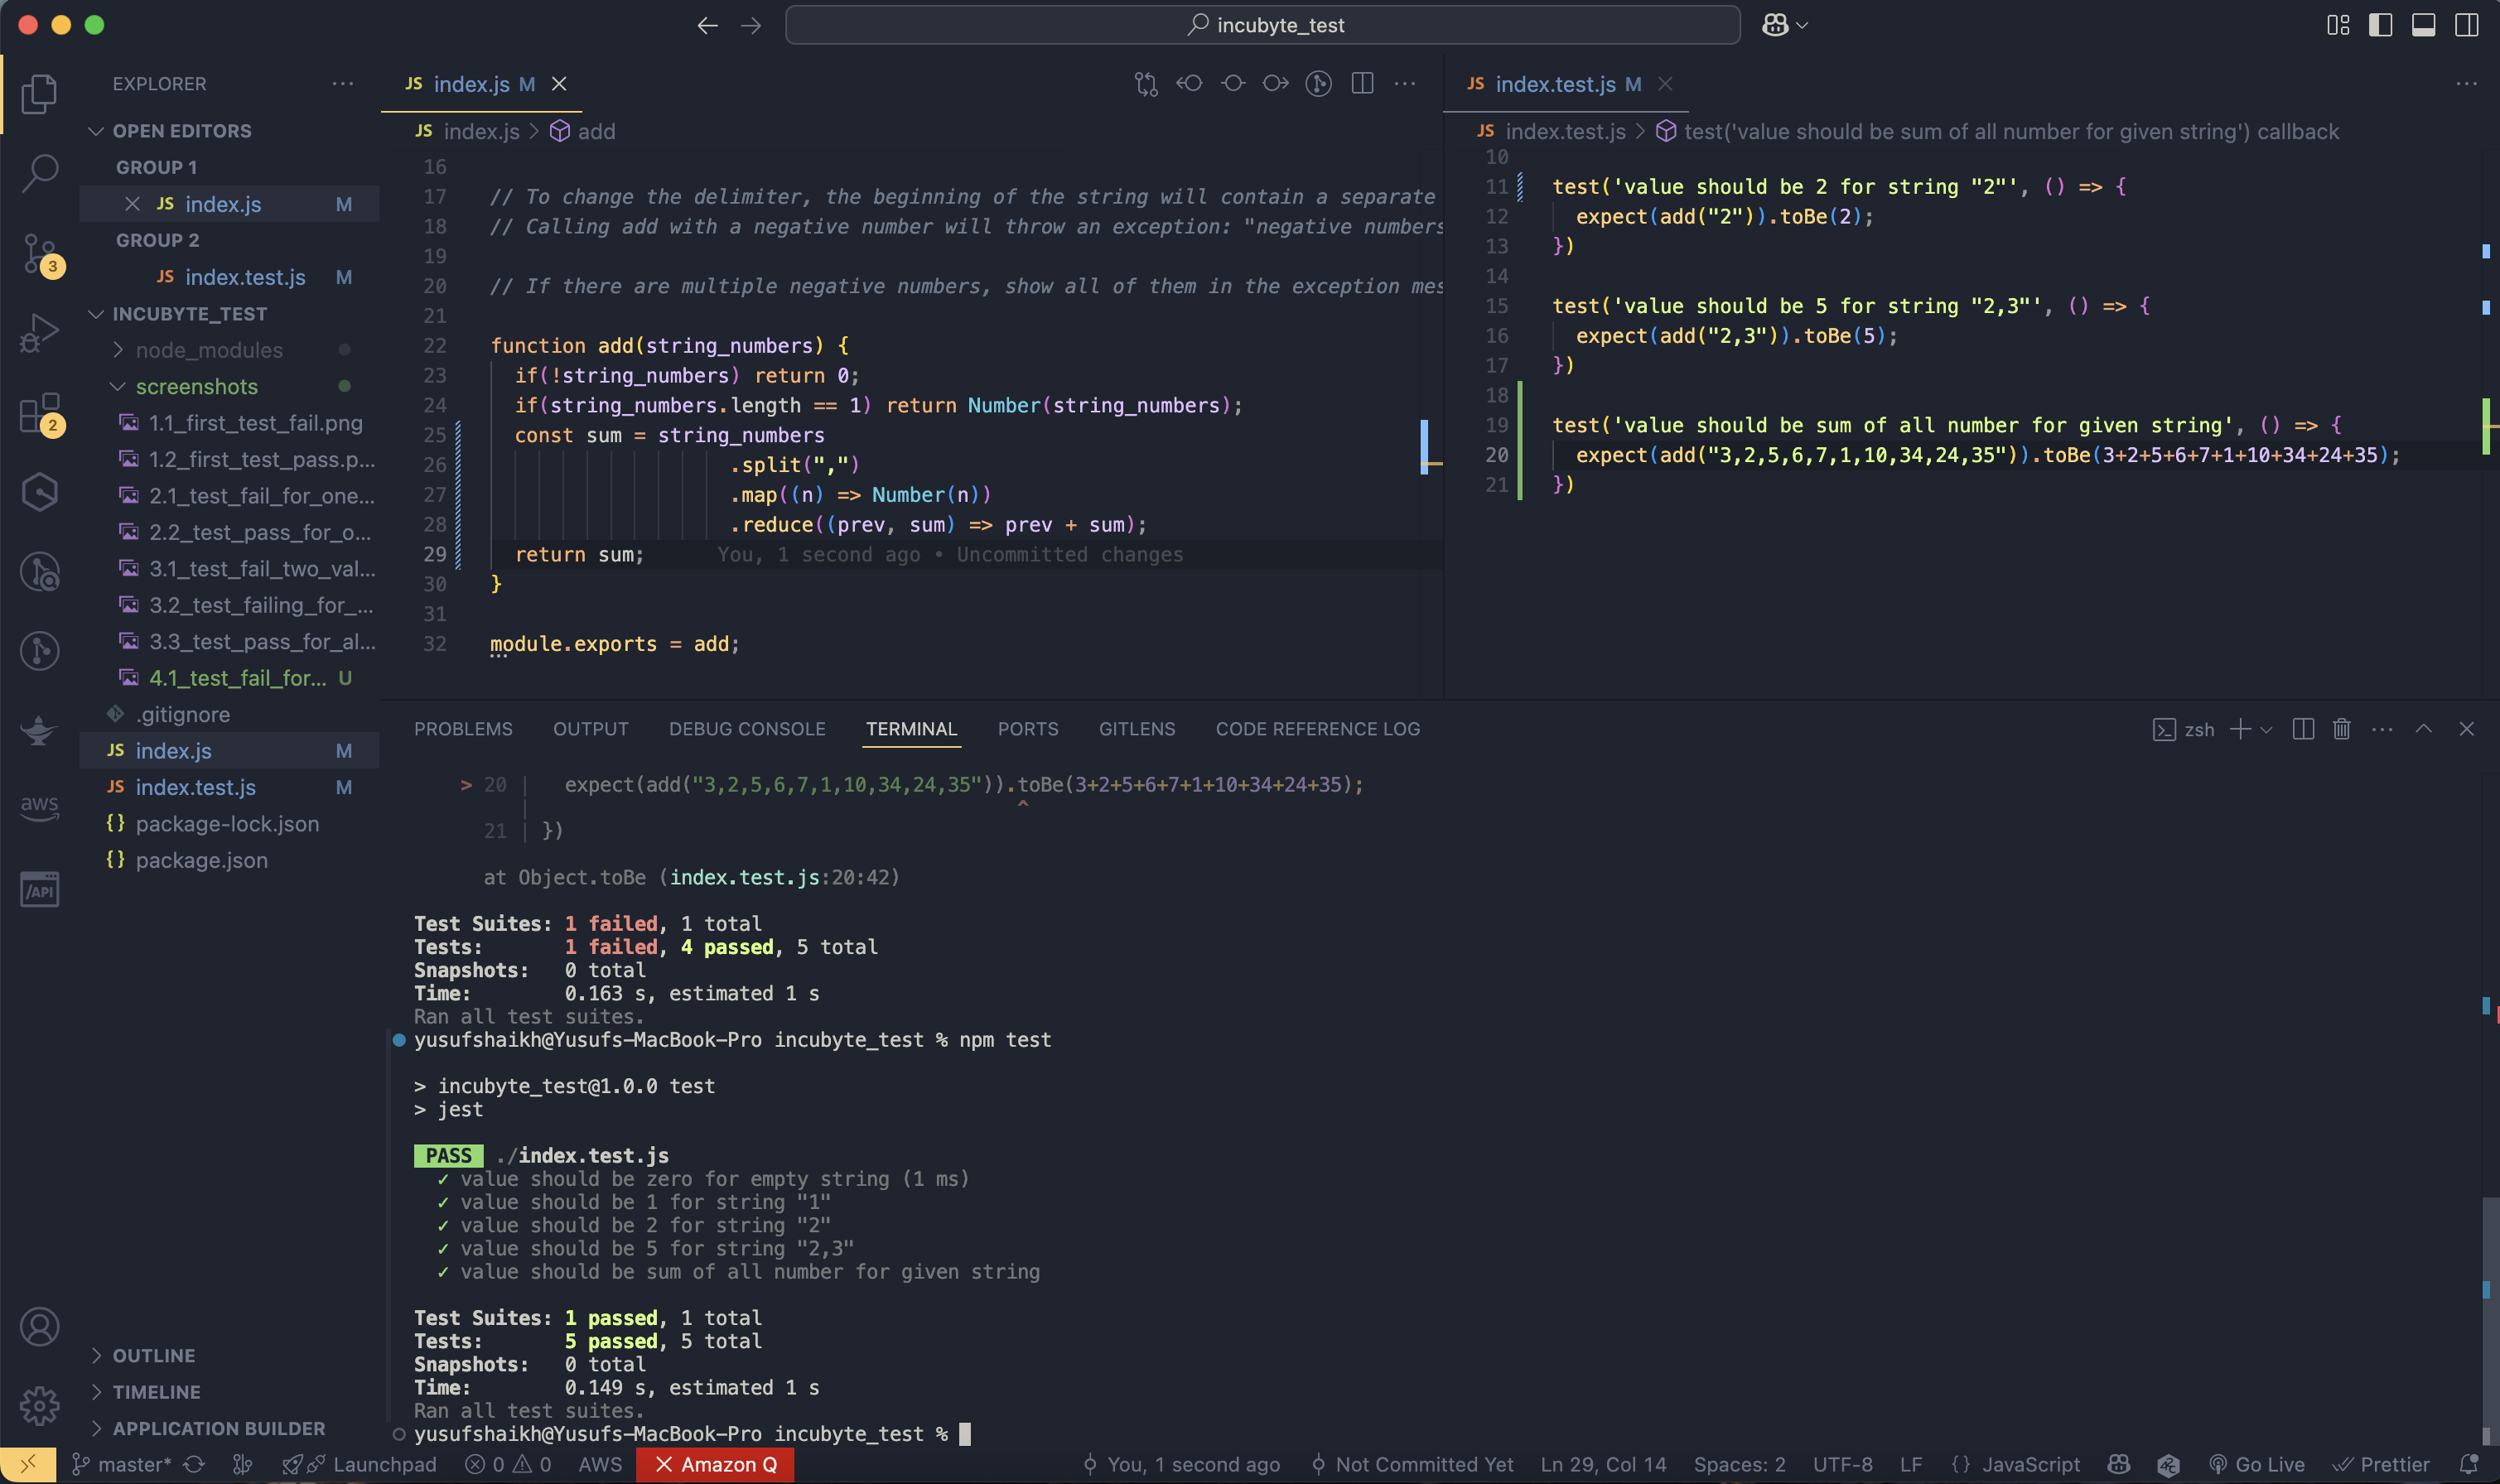 incubyte_test
EXPLORER
OPEN EDITORS
GROUP 1
JS index.js M
GROUP 2
JS index.test.js M
INCUBYTE_TEST
node_modules
screenshots
1.1_first_test_fail.png
1.2_first_test_pass.p...
2.1_test_fail_for_one...
2.2_test_pass_for_o...
3.1_test_fail_two_val...
3.2_test_failing_for_...
3.3_test_pass_for_al...
4.1_test_fail_for... U
.gitignore
JS index.js M
JS index.test.js M
{} package-lock.json
{} package.json
OUTLINE
TIMELINE
APPLICATION BUILDER
3
2
aws
/API
JS index.js M
JS index.js > add
16
17 // To change the delimiter, the beginning of the string will contain a separate
18 // Calling add with a negative number will throw an exception: "negative numbers
19
20 // If there are multiple negative numbers, show all of them in the exception mes
21
22 function add(string_numbers) {
23 if(!string_numbers) return 0;
24 if(string_numbers.length == 1) return Number(string_numbers);
25 const sum = string_numbers
26 .split(",")
27 .map((n) => Number(n))
28 .reduce((prev, sum) => prev + sum);
29 return sum; You, 1 second ago • Uncommitted changes
30 }
31
32 module.exports = add;
JS index.test.js M
JS index.test.js > test('value should be sum of all number for given string') callback
10
11 test('value should be 2 for string "2"', () => {
12 expect(add("2")).toBe(2);
13 })
14
15 test('value should be 5 for string "2,3"', () => {
16 expect(add("2,3")).toBe(5);
17 })
18
19 test('value should be sum of all number for given string', () => {
20 expect(add("3,2,5,6,7,1,10,34,24,35")).toBe(3+2+5+6+7+1+10+34+24+35);
21 })
PROBLEMS OUTPUT DEBUG CONSOLE TERMINAL PORTS GITLENS CODE REFERENCE LOG
zsh
> 20 | expect(add("3,2,5,6,7,1,10,34,24,35")).toBe(3+2+5+6+7+1+10+34+24+35);
| ^
21 | })
at Object.toBe (index.test.js:20:42)
Test Suites: 1 failed, 1 total
Tests: 1 failed, 4 passed, 5 total
Snapshots: 0 total
Time: 0.163 s, estimated 1 s
Ran all test suites.
yusufshaikh@Yusufs-MacBook-Pro incubyte_test % npm test
> incubyte_test@1.0.0 test
> jest
PASS ./index.test.js
✓ value should be zero for empty string (1 ms)
✓ value should be 1 for string "1"
✓ value should be 2 for string "2"
✓ value should be 5 for string "2,3"
✓ value should be sum of all number for given string
Test Suites: 1 passed, 1 total
Tests: 5 passed, 5 total
Snapshots: 0 total
Time: 0.149 s, estimated 1 s
Ran all test suites.
yusufshaikh@Yusufs-MacBook-Pro incubyte_test %
master* Launchpad 0 0 AWS Amazon Q You, 1 second ago Not Committed Yet Ln 29, Col 14 Spaces: 2 UTF-8 LF {} JavaScript Go Live Prettier